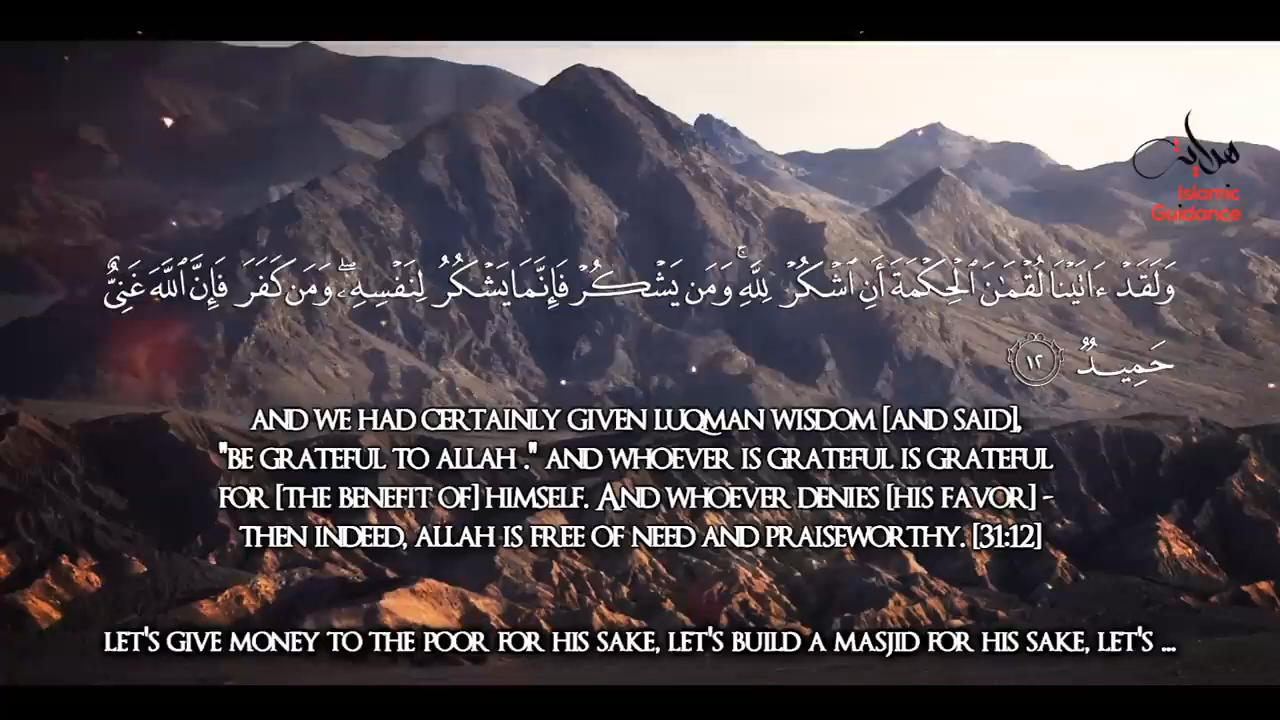 هداية
Islamic
Guidance
وَلَقَدْ ءَاتَيْنَا لُقْمَٰنَ ٱلْحِكْمَةَ أَنِ ٱشْكُرْ لِلَّهِ ۚ وَمَن يَشْكُرْ فَإِنَّمَا يَشْكُرُ لِنَفْسِهِۦ ۖ وَمَن كَفَرَ فَإِنَّ ٱللَّهَ غَنِىٌّ
حَمِيدٌ ١٢
AND WE HAD CERTAINLY GIVEN LUQMAN WISDOM [AND SAID],
"BE GRATEFUL TO ALLAH ." AND WHOEVER IS GRATEFUL IS GRATEFUL
FOR [THE BENEFIT OF] HIMSELF. AND WHOEVER DENIES [HIS FAVOR] -
THEN INDEED, ALLAH IS FREE OF NEED AND PRAISEWORTHY. [31:12]
LET'S GIVE MONEY TO THE POOR FOR HIS SAKE, LET'S BUILD A MASJID FOR HIS SAKE, LET'S ...